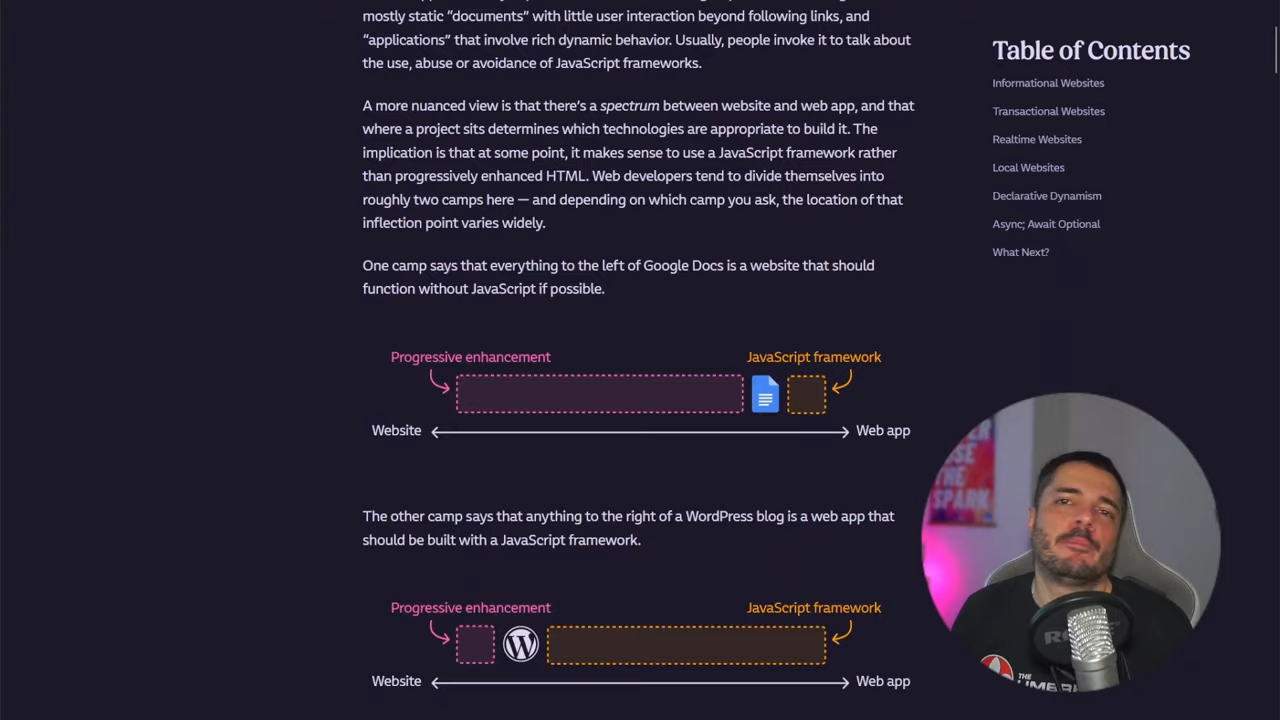 mostly static “documents” with little user interaction beyond following links, and
“applications” that involve rich dynamic behavior. Usually, people invoke it to talk about
the use, abuse or avoidance of JavaScript frameworks.
A more nuanced view is that there’s a spectrum between website and web app, and that
where a project sits determines which technologies are appropriate to build it. The
implication is that at some point, it makes sense to use a JavaScript framework rather
than progressively enhanced HTML. Web developers tend to divide themselves into
roughly two camps here — and depending on which camp you ask, the location of that
inflection point varies widely.
One camp says that everything to the left of Google Docs is a website that should
function without JavaScript if possible.
Progressive enhancement
JavaScript framework
Website
Web app
The other camp says that anything to the right of a WordPress blog is a web app that
should be built with a JavaScript framework.
Progressive enhancement
JavaScript framework
Website
Web app
Table of Contents
Informational Websites
Transactional Websites
Realtime Websites
Local Websites
Declarative Dynamism
Async; Await Optional
What Next?
THE
SPARK
THE